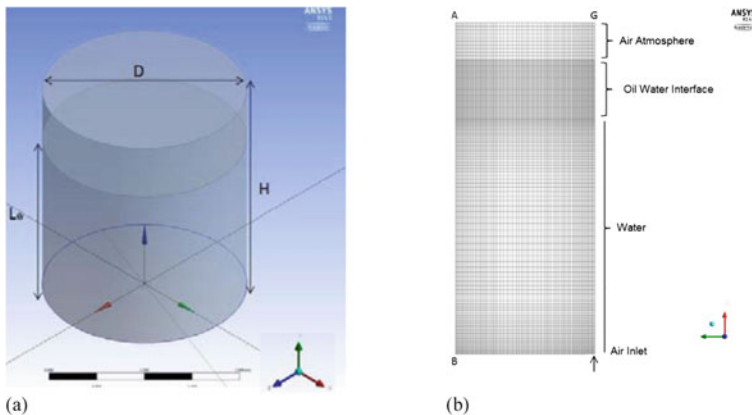 ANSYS
D
H
A
G
ANSYS
Air Atmosphere
Oil Water Interface
Water
Air Inlet
B
(a)
(b)